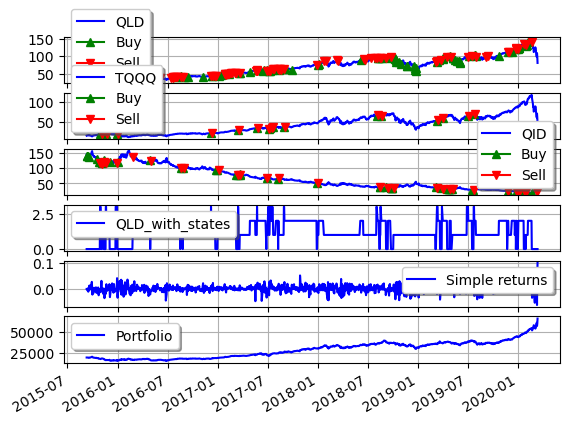 QLD
Buy
Sell
150
100
50
TQQQ
Buy
Sell
100
50
QID
Buy
Sell
150
100
50
QLD_with_states
2.5
0.0
Simple returns
0.1
0.0
Portfolio
50000
25000
2015-07
2016-01
2016-07
2017-01
2017-07
2018-01
2018-07
2019-01
2019-07
2020-01